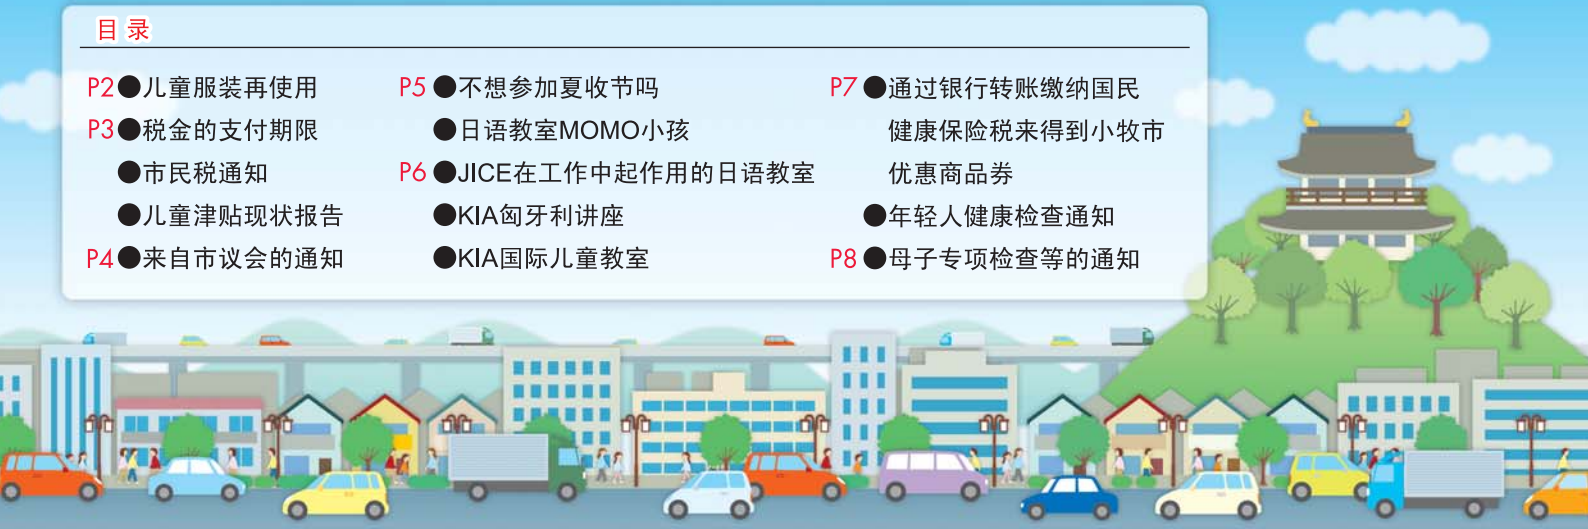 目录
P2●儿童服装再使用
P3●税金的支付期限
●市民税通知
●儿童津贴现状报告
P4●来自市议会的通知
P5●不想参加夏收节吗
●日语教室MOMO小孩
P6●JICE在工作中起作用的日语教室
●KIA匈牙利讲座
●KIA国际儿童教室
P7●通过银行转账缴纳国民
健康保险税来得到小牧市
优惠商品券
●年轻人健康检查通知
P8●母子专项检查等的通知